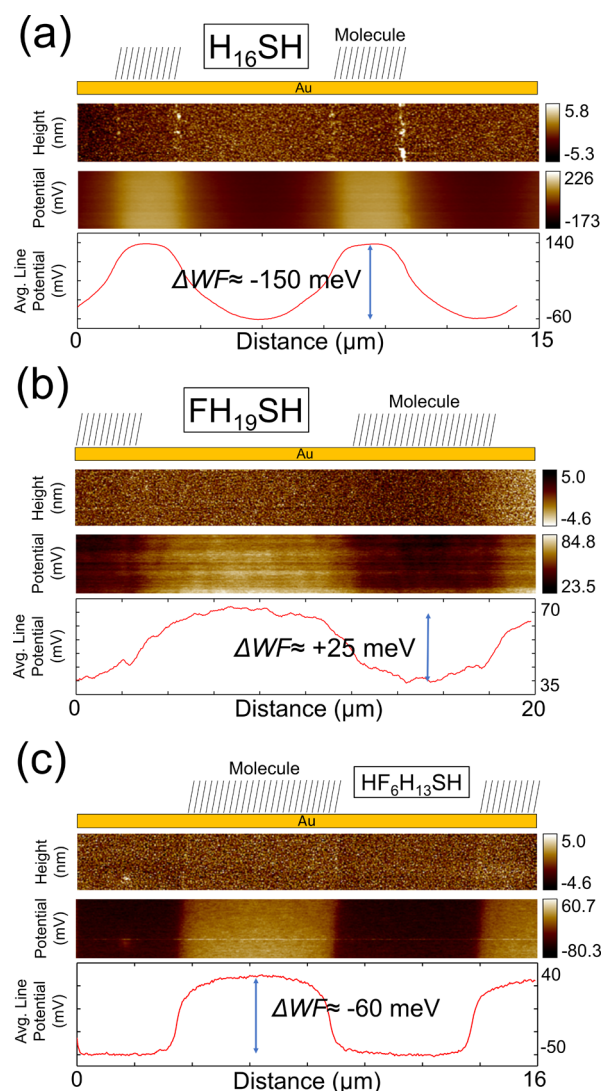 (a)
H₁₆SH
Molecule
Au
Height
(nm)
5.8
-5.3
Potential
(mV)
226
-173
Avg. Line
Potential
(mV)
ΔWF≈ -150 meV
140
-60
0
Distance (µm)
15
(b)
FH₁₉SH
Molecule
Au
Height
(nm)
5.0
-4.6
Potential
(mV)
84.8
23.5
Avg. Line
Potential
(mV)
ΔWF≈ +25 meV
70
35
0
Distance (µm)
20
(c)
Molecule
HF₆H₁₃SH
Au
Height
(nm)
5.0
-4.6
Potential
(mV)
60.7
-80.3
Avg. Line
Potential
(mV)
ΔWF≈ -60 meV
40
-50
0
Distance (µm)
16